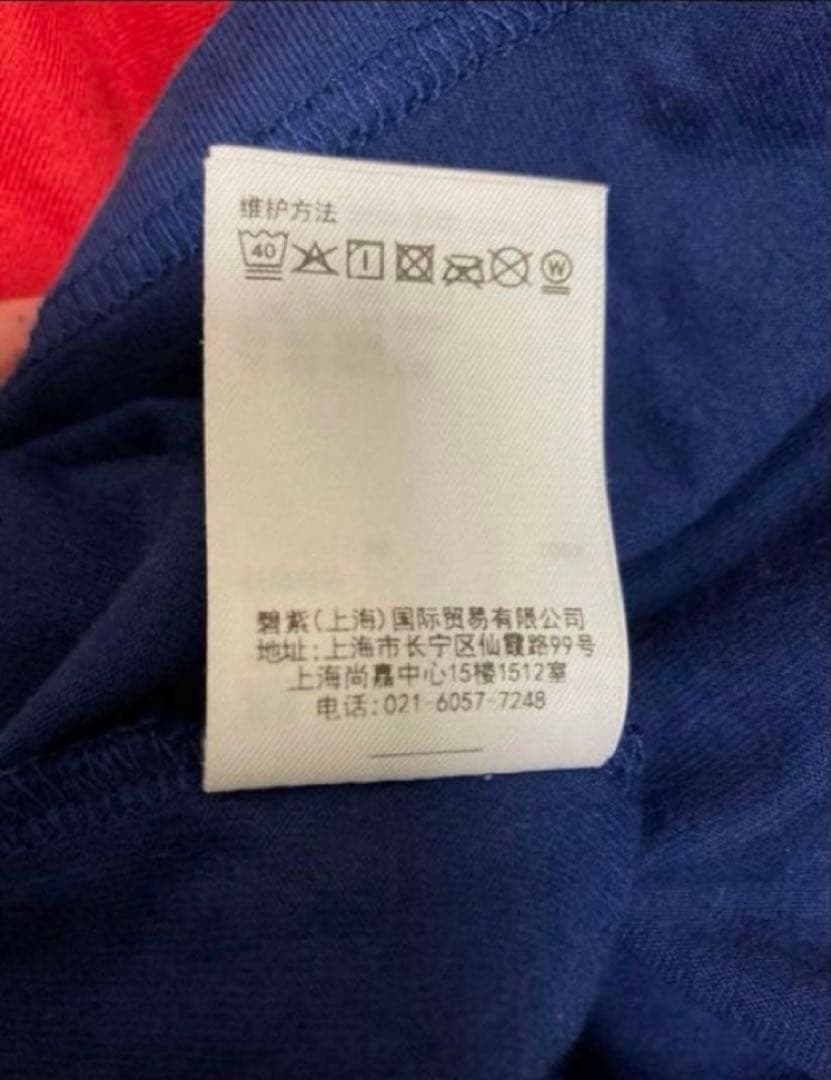 维护方法
40 W
碧紫(上海)国际贸易有限公司
地址:上海市长宁区仙霞路99号
上海尚嘉中心15楼1512室
电话:021-6057-7248